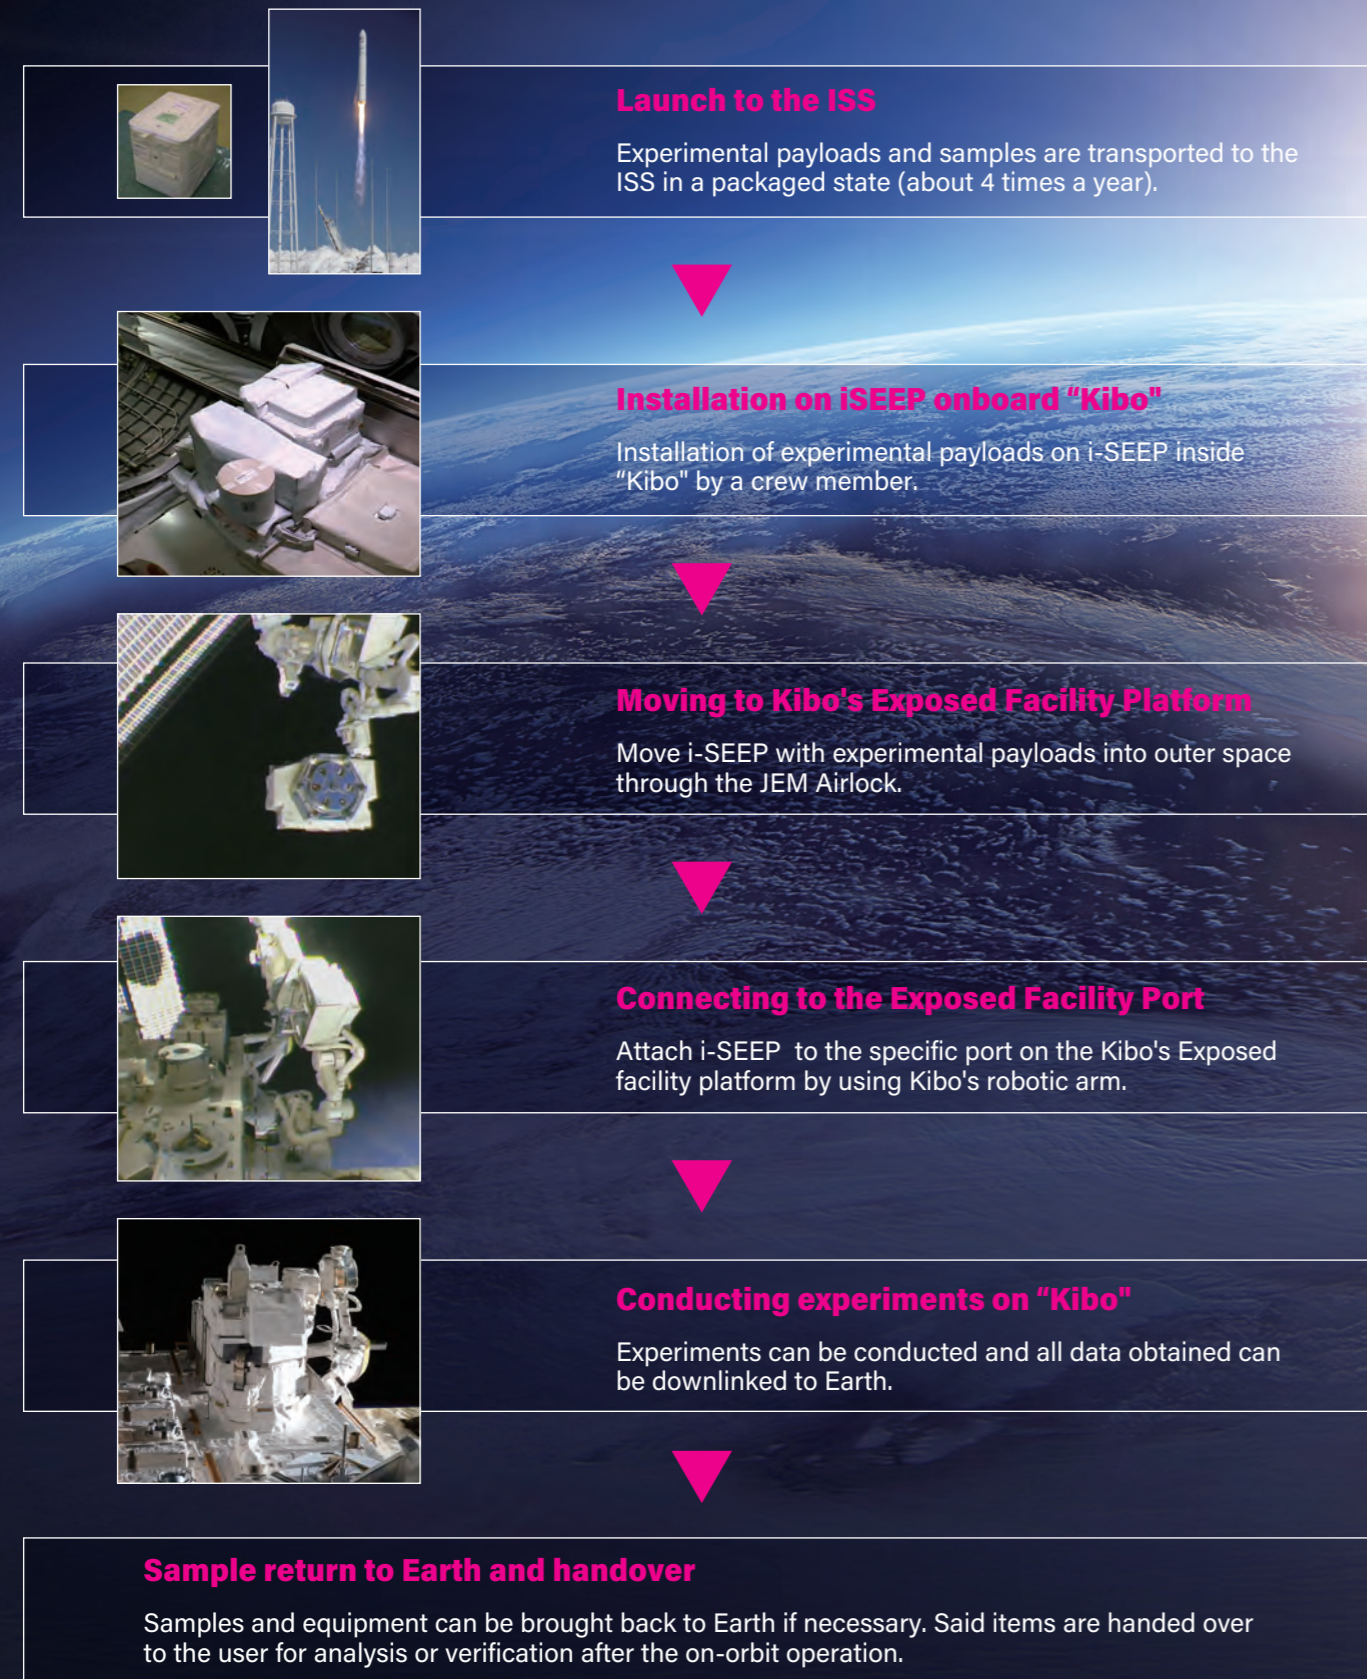 Launch to the ISS
Experimental payloads and samples are transported to the
ISS in a packaged state (about 4 times a year).
Installation on iSEEP onboard “Kibo"
Installation of experimental payloads on i-SEEP inside
“Kibo" by a crew member.
Moving to Kibo's Exposed Facility Platform
Move i-SEEP with experimental payloads into outer space
through the JEM Airlock.
Connecting to the Exposed Facility Port
Attach i-SEEP  to the specific port on the Kibo's Exposed
facility platform by using Kibo's robotic arm.
Conducting experiments on “Kibo"
Experiments can be conducted and all data obtained can
be downlinked to Earth.
Sample return to Earth and handover
Samples and equipment can be brought back to Earth if necessary. Said items are handed over
to the user for analysis or verification after the on-orbit operation.